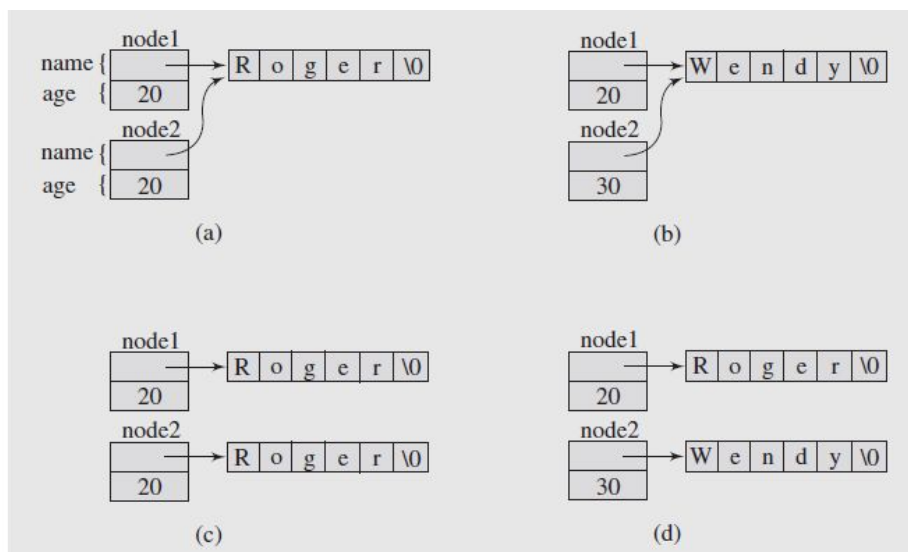 node1
name { R o g e r \0
age { 20
node2
name {
age { 20
(a)
node1
W e n d y \0
20
node2
30
(b)
node1
R o g e r \0
20
node2
R o g e r \0
20
(c)
node1
R o g e r \0
20
node2
W e n d y \0
30
(d)